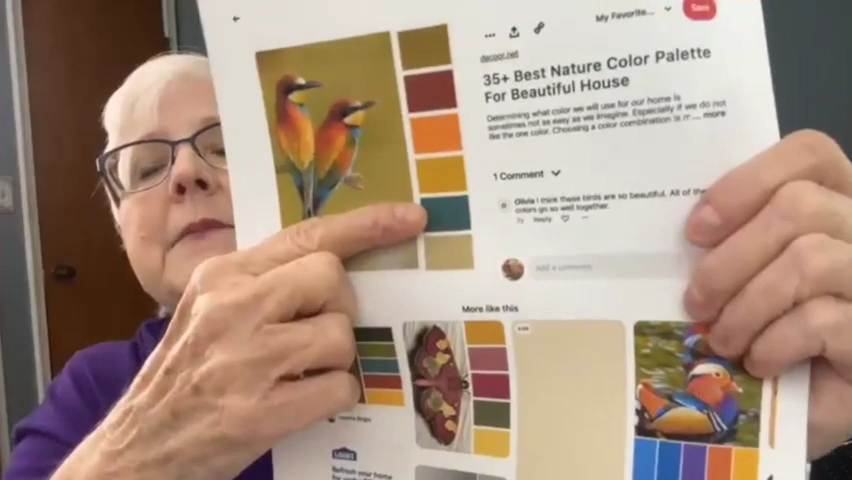 My Favorite...
Save
decoor.net
35+ Best Nature Color Palette
For Beautiful House
Determining what color we will use for our home is
sometimes not as easy as we imagine. Especially if we do not
like the one color. Choosing a color combination is ... more
1 Comment
Olivia I think these birds are so beautiful. All of the
colors go so well together.
Reply
Add a comment
More like this
LOWE'S
Refresh your home